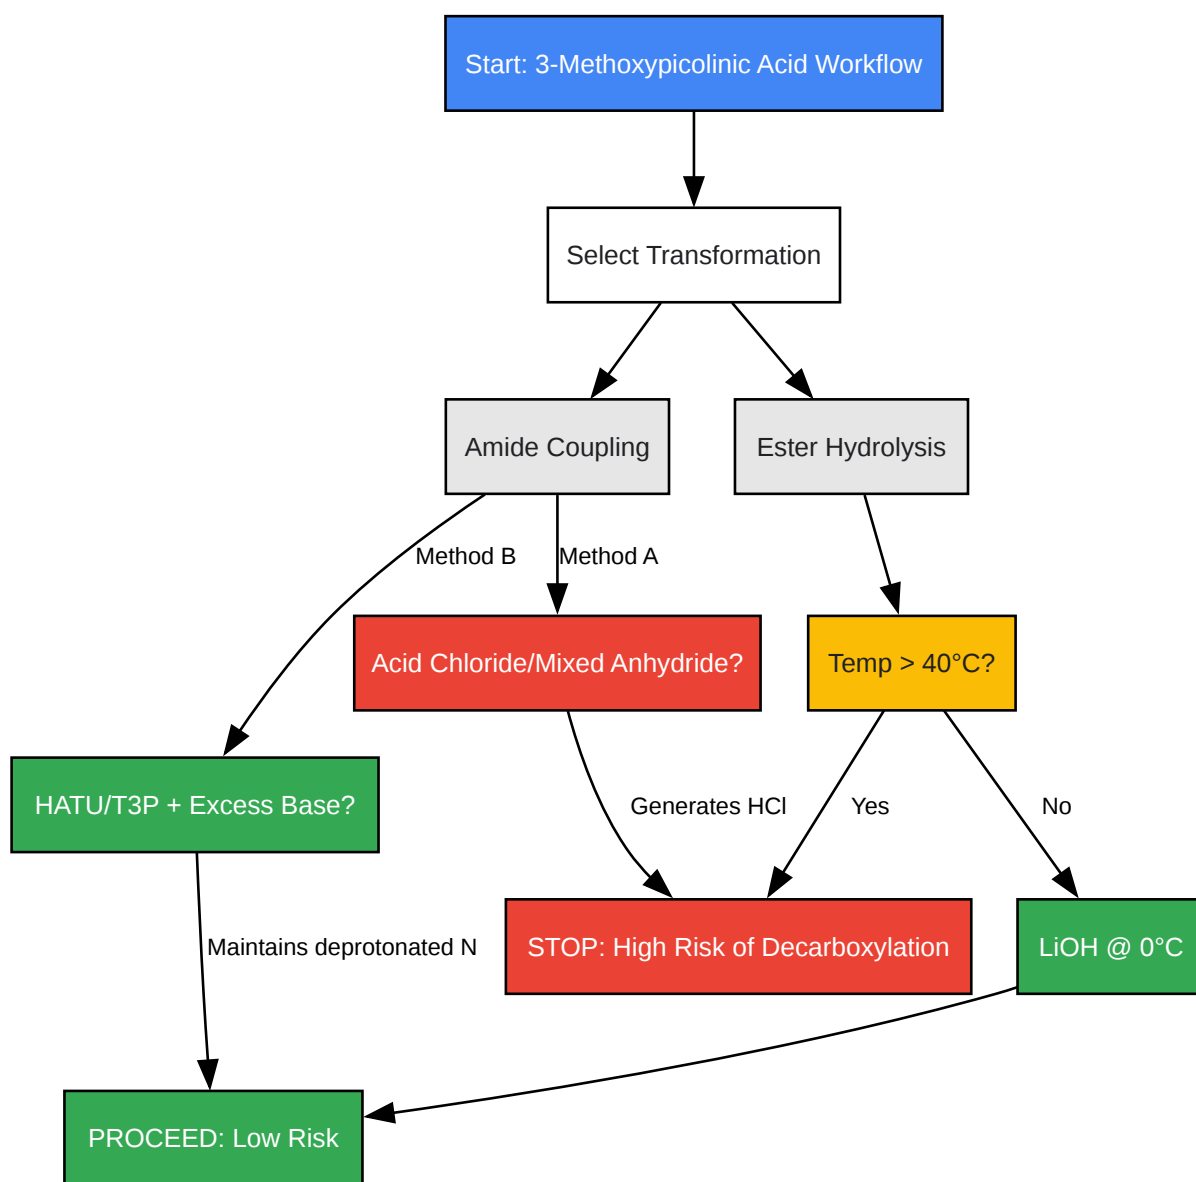 Start: 3-Methoxypicolinic Acid Workflow
Select Transformation
Amide Coupling
Ester Hydrolysis
Method B
Method A
Acid Chloride/Mixed Anhydride?
Temp > 40°C?
HATU/T3P + Excess Base?
Generates HCl
Yes
No
Maintains deprotonated N
STOP: High Risk of Decarboxylation
LiOH @ 0°C
PROCEED: Low Risk